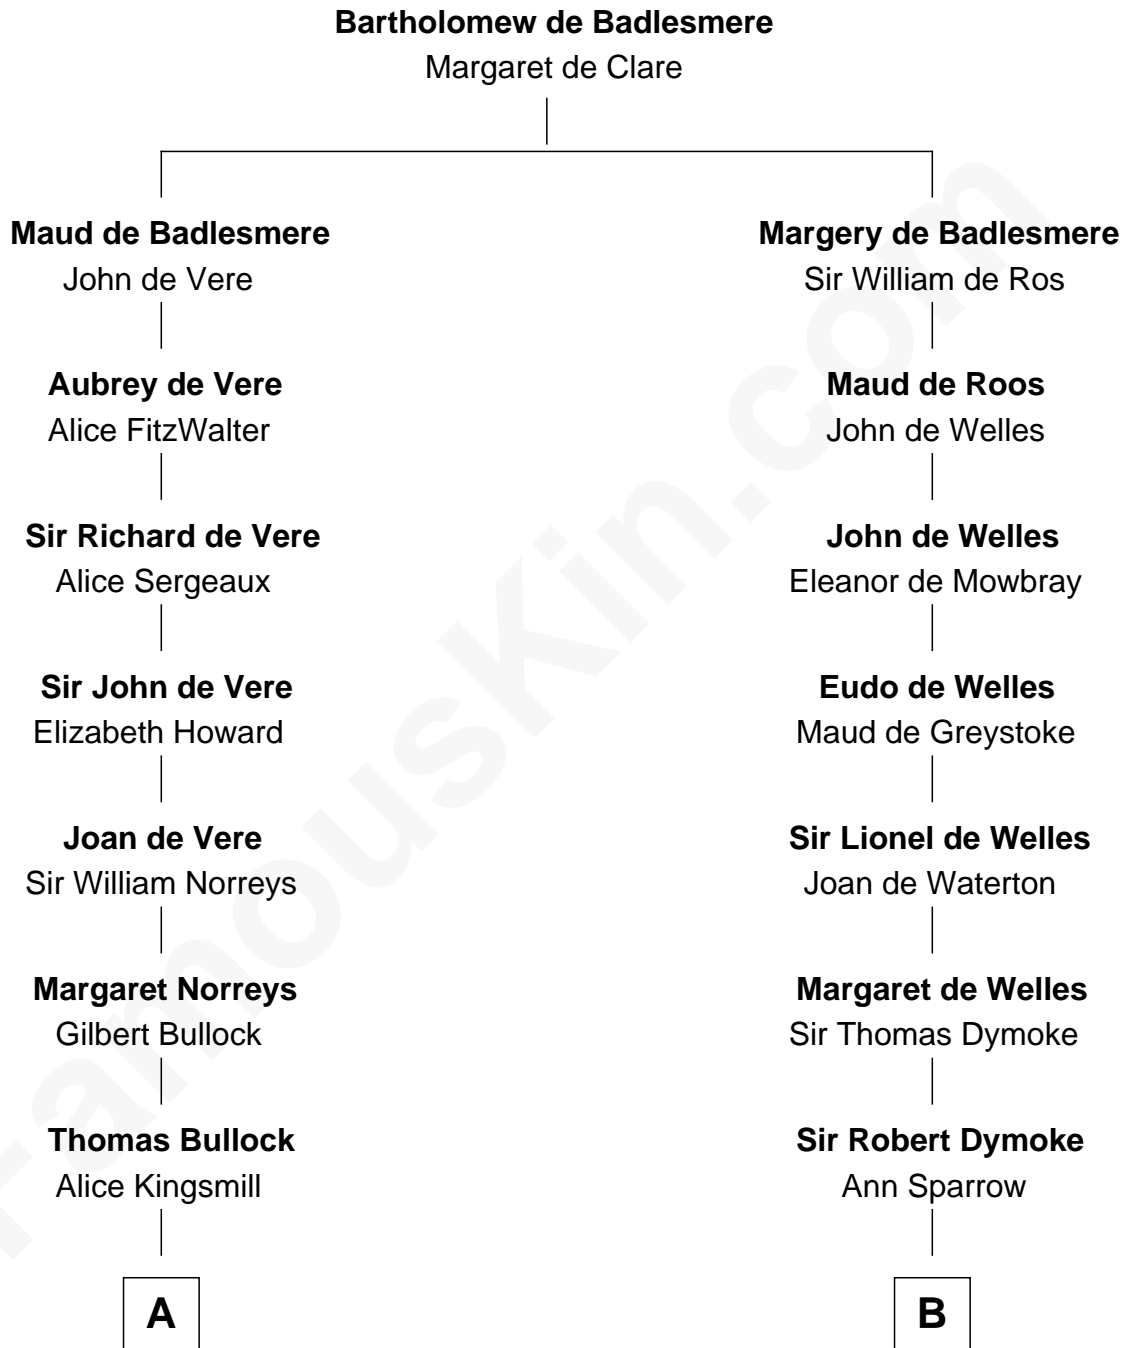 Bartholomew de Badlesmere
Margaret de Clare
Maud de Badlesmere
John de Vere
Aubrey de Vere
Alice FitzWalter
Sir Richard de Vere
Alice Sergeaux
Sir John de Vere
Elizabeth Howard
Joan de Vere
Sir William Norreys
Margaret Norreys
Gilbert Bullock
Thomas Bullock
Alice Kingsmill
A
Margery de Badlesmere
Sir William de Ros
Maud de Roos
John de Welles
John de Welles
Eleanor de Mowbray
Eudo de Welles
Maud de Greystoke
Sir Lionel de Welles
Joan de Waterton
Margaret de Welles
Sir Thomas Dymoke
Sir Robert Dymoke
Ann Sparrow
B
FamousKin.com